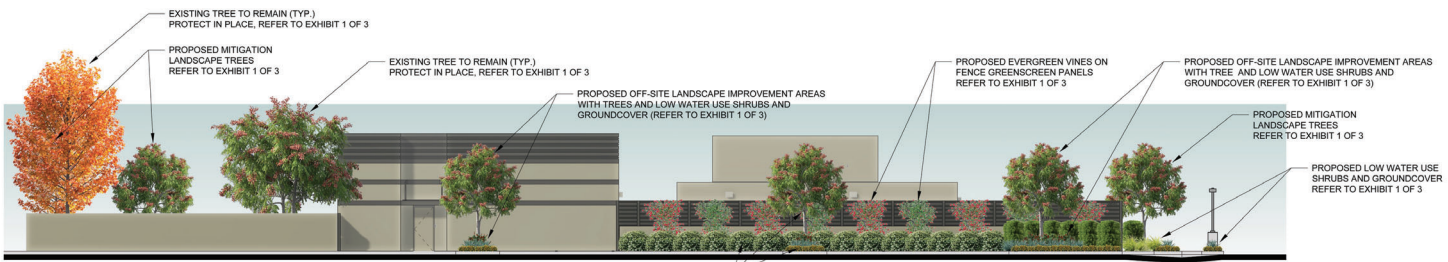 EXISTING TREE TO REMAIN (TYP.)
PROTECT IN PLACE, REFER TO EXHIBIT 1 OF 3
PROPOSED MITIGATION
LANDSCAPE TREES
REFER TO EXHIBIT 1 OF 3
EXISTING TREE TO REMAIN (TYP.)
PROTECT IN PLACE, REFER TO EXHIBIT 1 OF 3
PROPOSED OFF-SITE LANDSCAPE IMPROVEMENT AREAS
WITH TREES AND LOW WATER USE SHRUBS AND
GROUNDCOVER (REFER TO EXHIBIT 1 OF 3)
PROPOSED EVERGREEN VINES ON
FENCE GREENSCREEN PANELS
REFER TO EXHIBIT 1 OF 3
PROPOSED OFF-SITE LANDSCAPE IMPROVEMENT AREAS
WITH TREE AND LOW WATER USE SHRUBS AND
GROUNDCOVER (REFER TO EXHIBIT 1 OF 3)
PROPOSED MITIGATION
LANDSCAPE TREES
REFER TO EXHIBIT 1 OF 3
PROPOSED LOW WATER USE
SHRUBS AND GROUNDCOVER
REFER TO EXHIBIT 1 OF 3